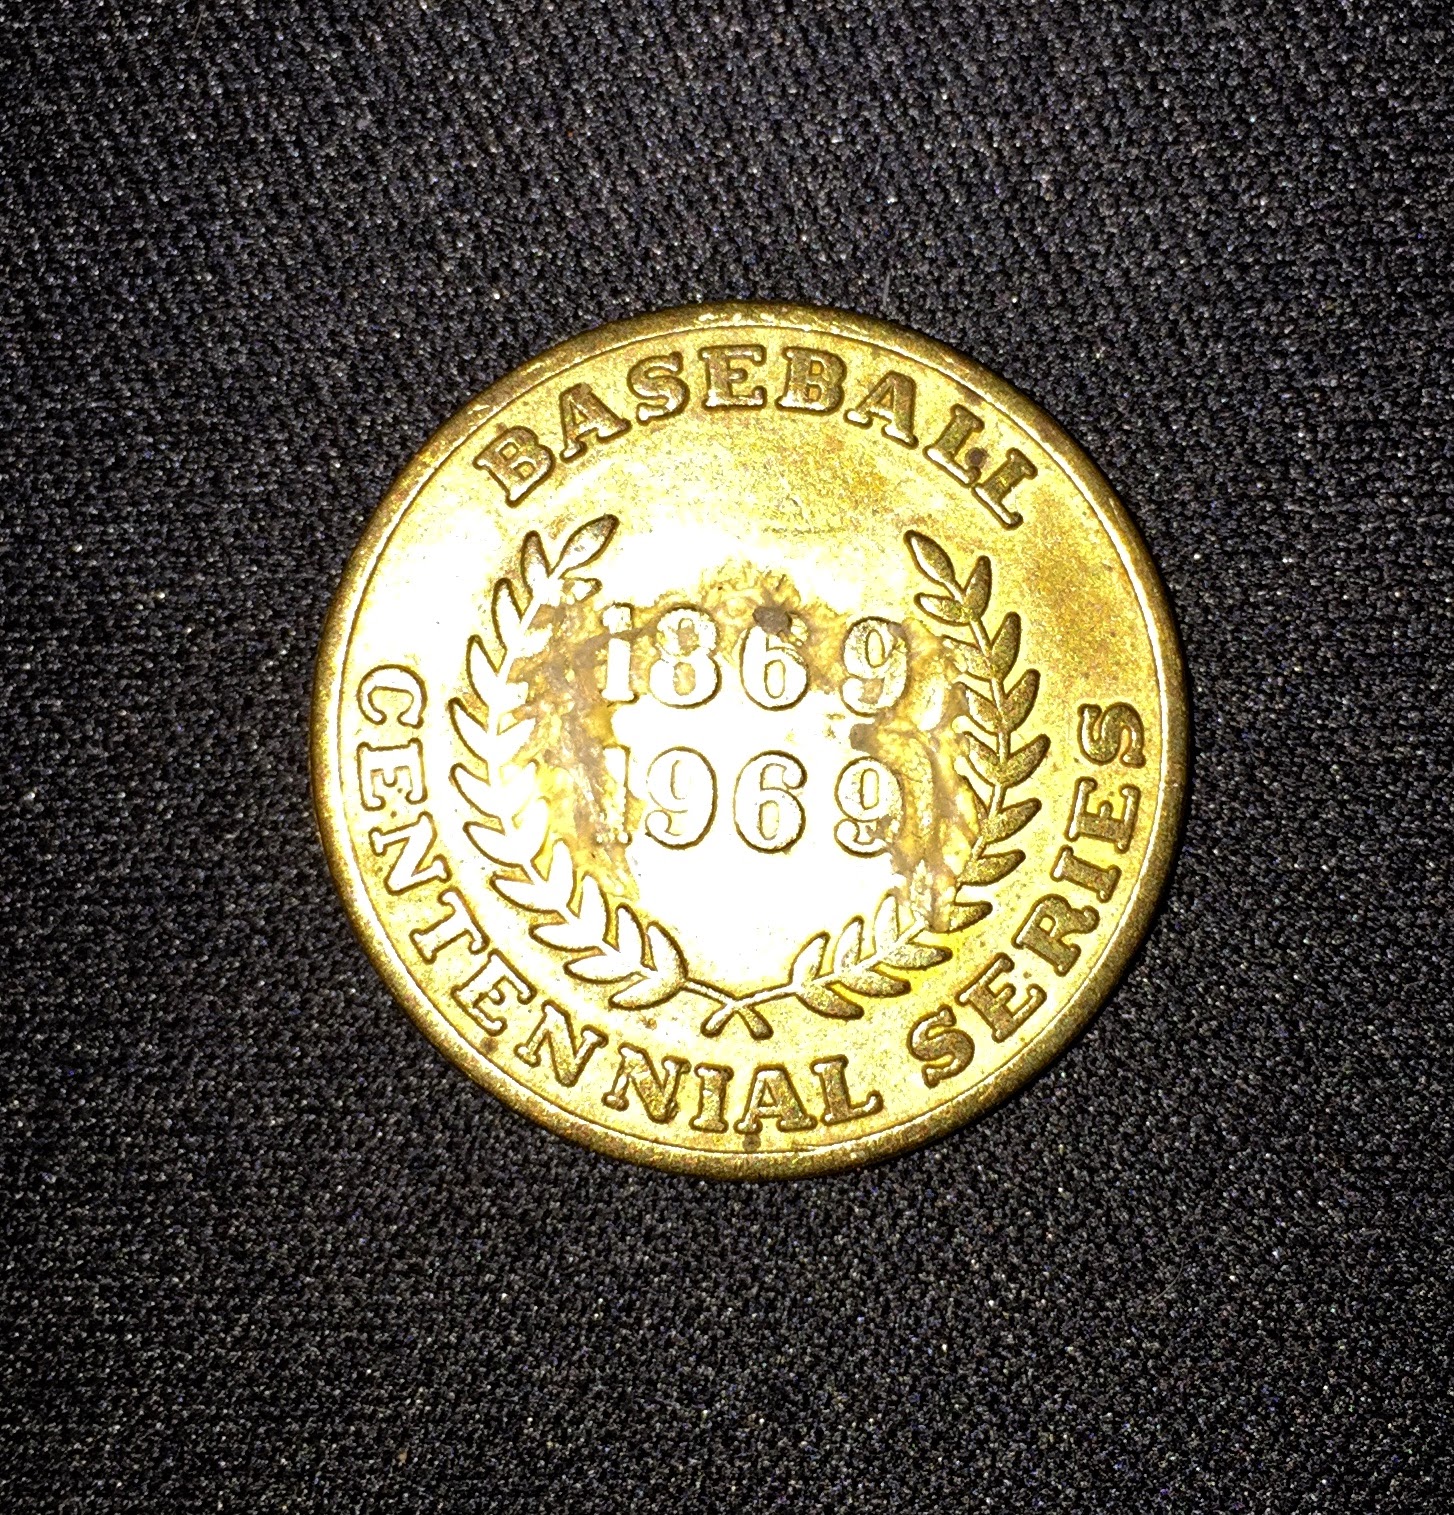 BASEBALL
1869
1969
CENTENNIAL SERIES